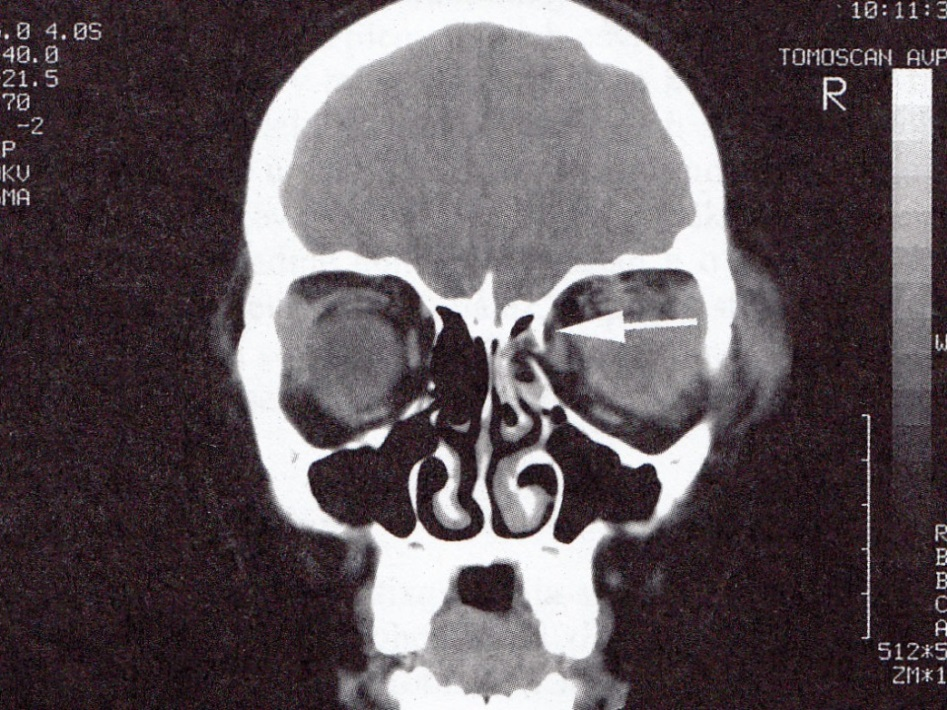 .0 4.0S
40.0
21.5
70
-2
P
KV
MA
10:11:3
TOMOSCAN AVP
R
W
R
B
B
C
A
512*5
ZM*1